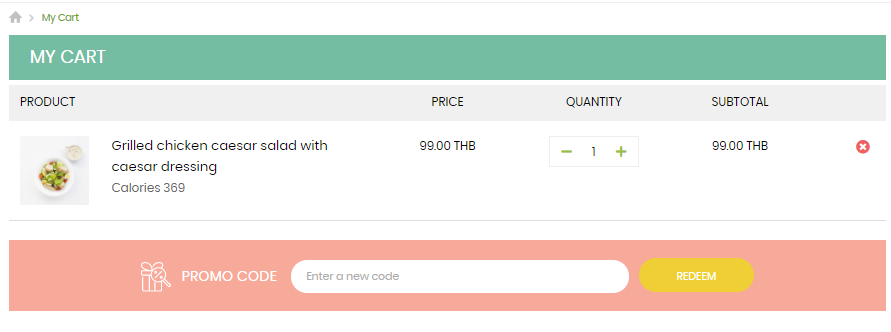 My Cart
MY CART
PRODUCT PRICE QUANTITY SUBTOTAL
Grilled chicken caesar salad with 99.00 THB 1 99.00 THB
caesar dressing
Calories 369
PROMO CODE Enter a new code REDEEM